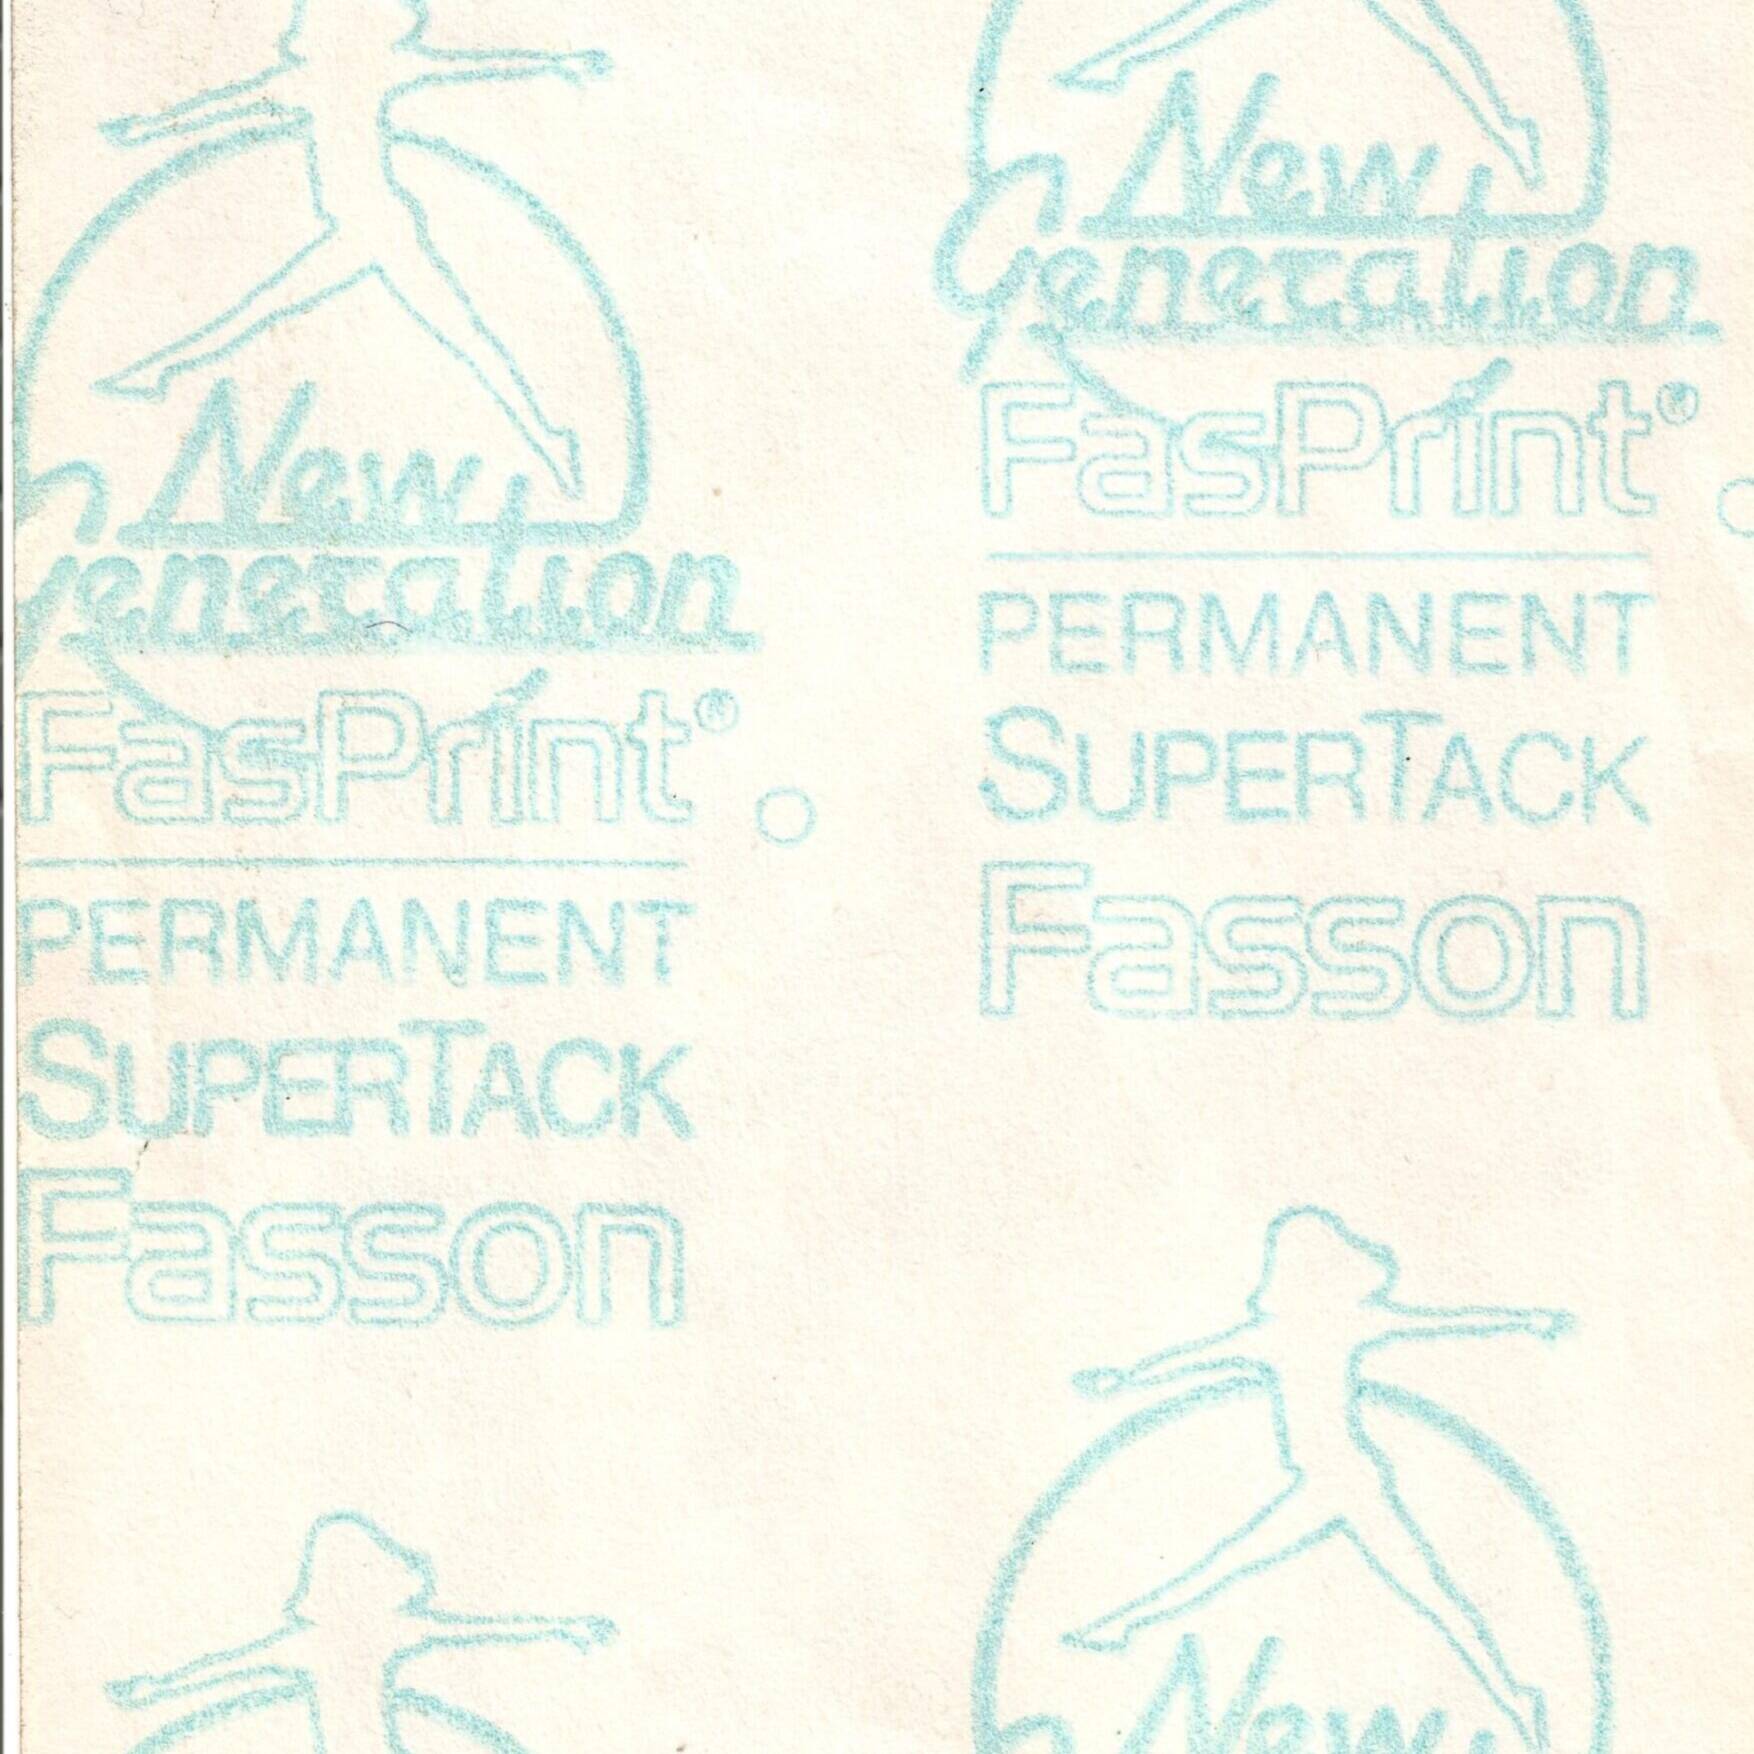 New
Generation
FasPrint®
PERMANENT
SUPERTACK
Fasson
New
Generation
FasPrint®
PERMANENT
SUPERTACK
Fasson
New